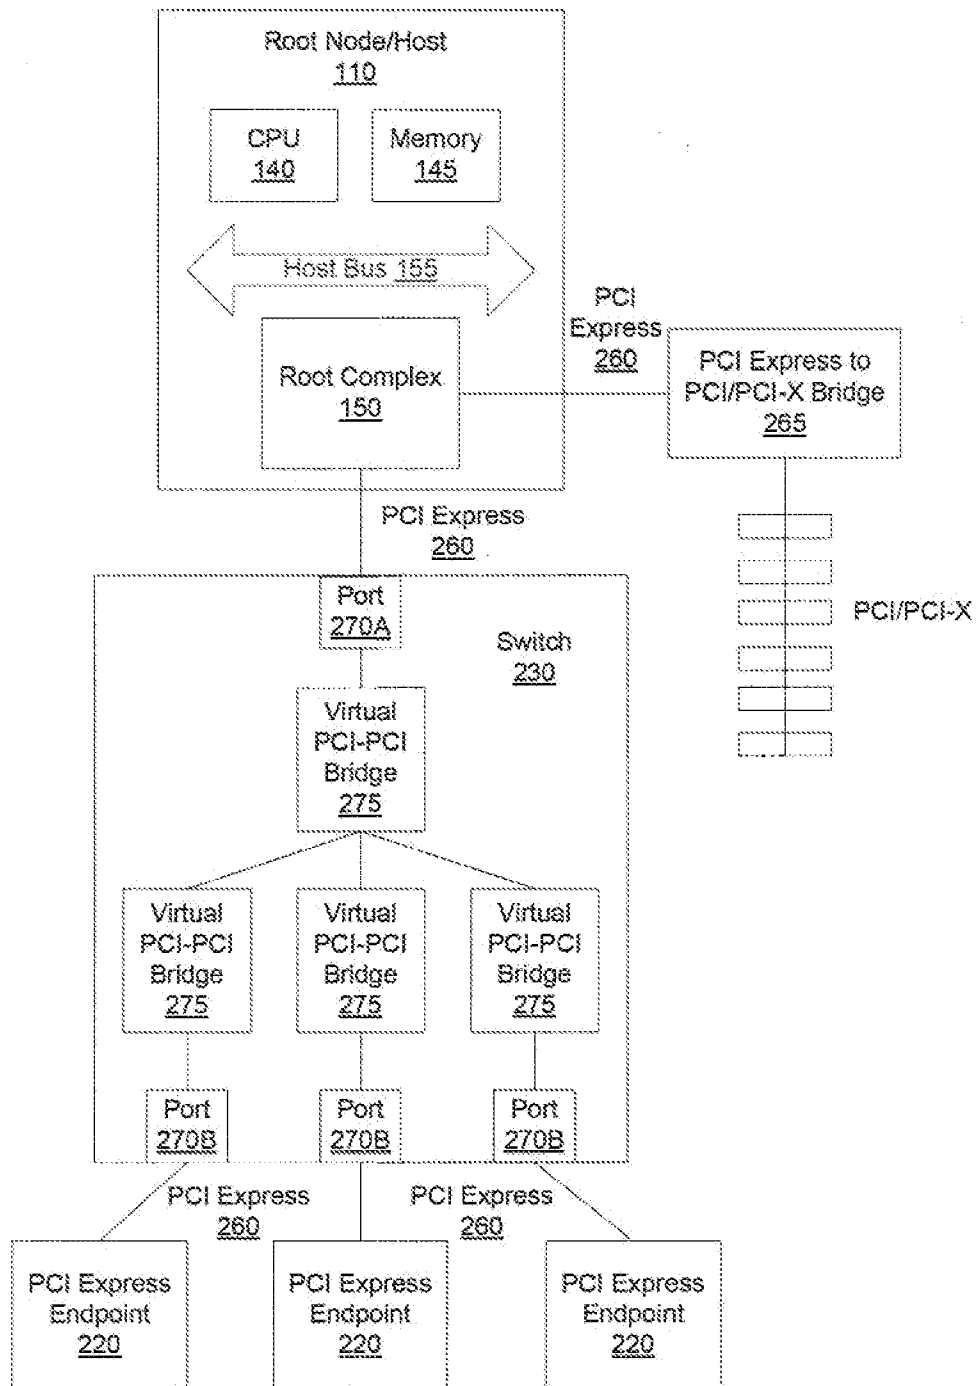 Root Node/Host
110
CPU
140
Memory
145
Host Bus 155
Root Complex
150
PCI
Express
260
PCI Express to
PCI/PCI-X Bridge
265
PCI Express
260
PCI/PCI-X
Port
270A
Switch
230
Virtual
PCI-PCI
Bridge
275
Virtual
PCI-PCI
Bridge
275
Virtual
PCI-PCI
Bridge
275
Virtual
PCI-PCI
Bridge
275
Port
270B
Port
270B
Port
270B
PCI Express
260
PCI Express
260
PCI Express
Endpoint
220
PCI Express
Endpoint
220
PCI Express
Endpoint
220